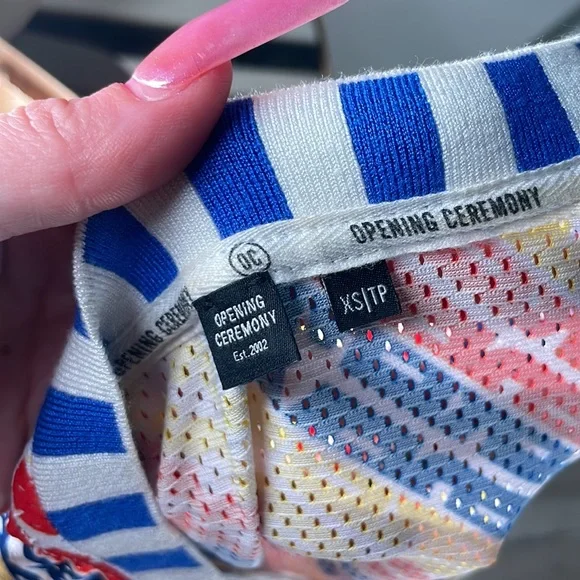 OPENING CEREMONY
OC
OPENING CEREMONY
OPENING
CEREMONY
Est.2002
XS|TP